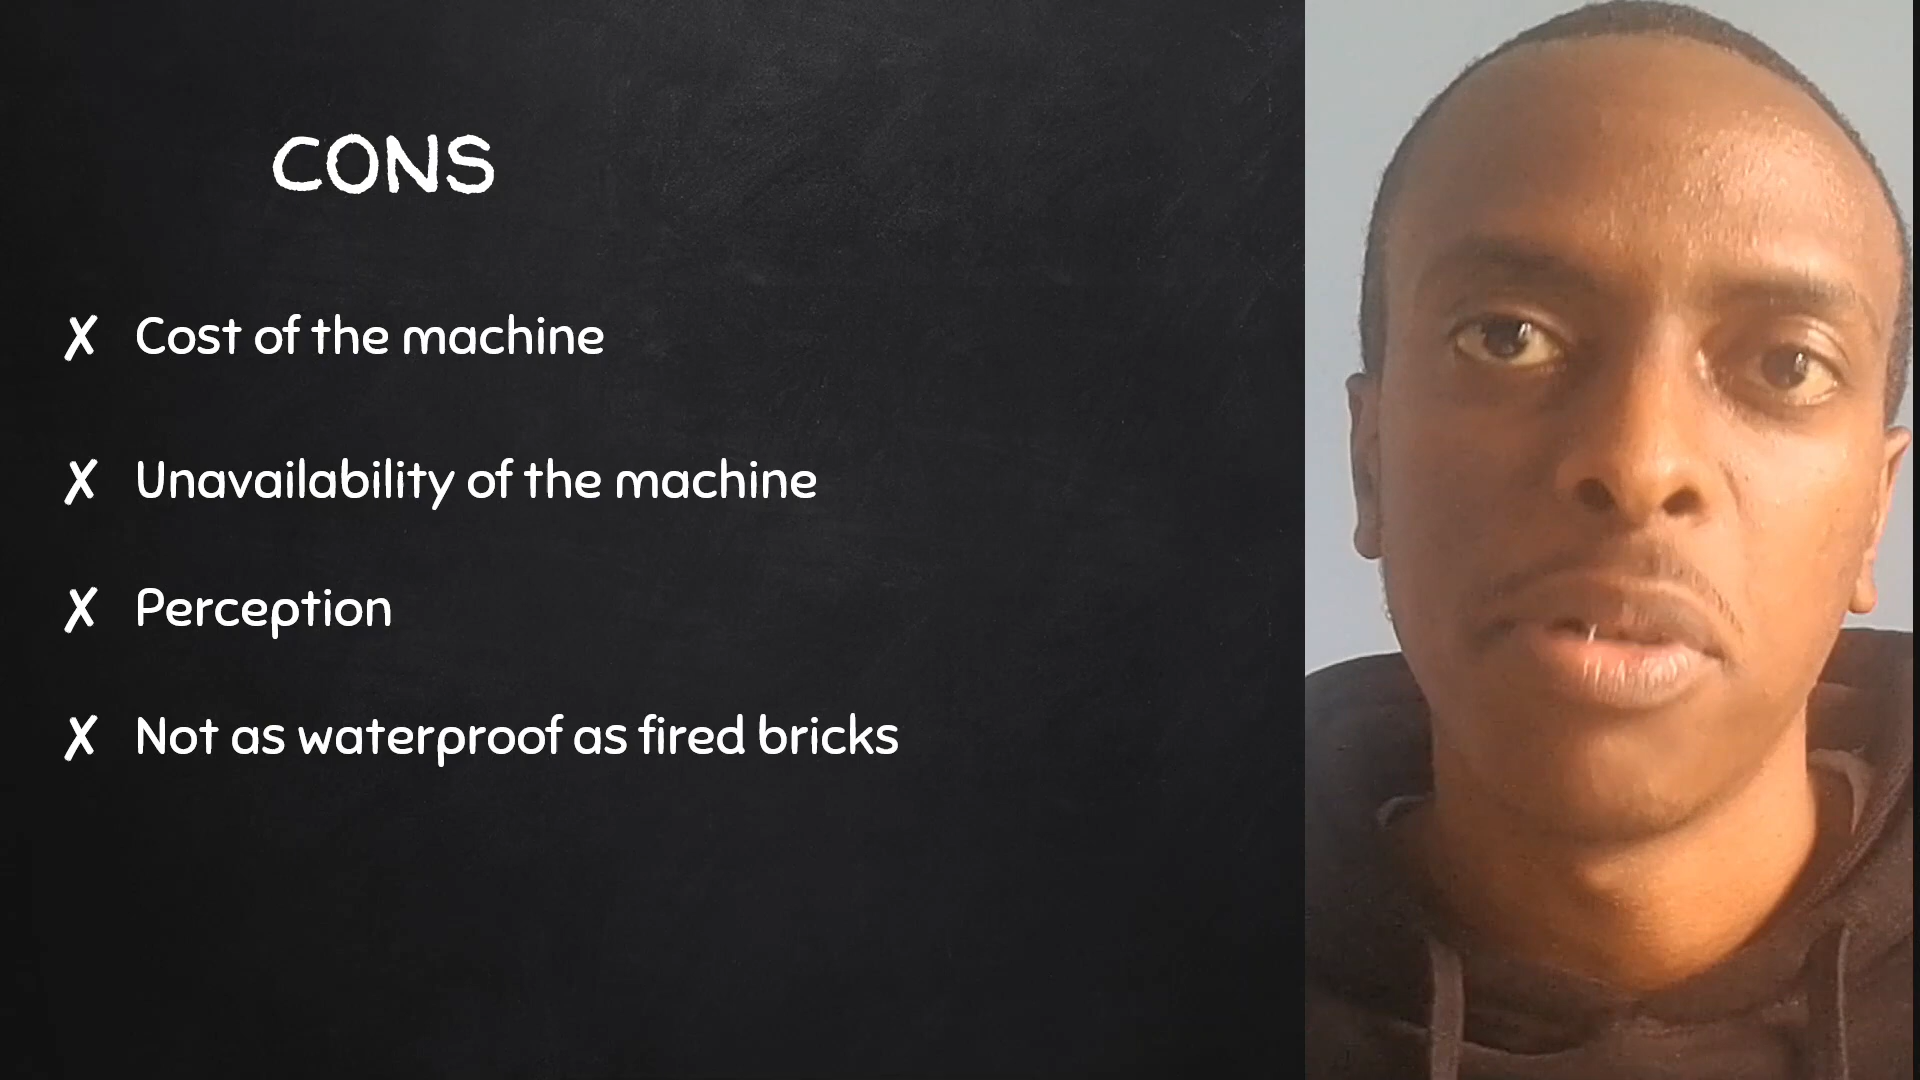 CONS
✗ Cost of the machine
✗ Unavailability of the machine
✗ Perception
✗ Not as waterproof as fired bricks